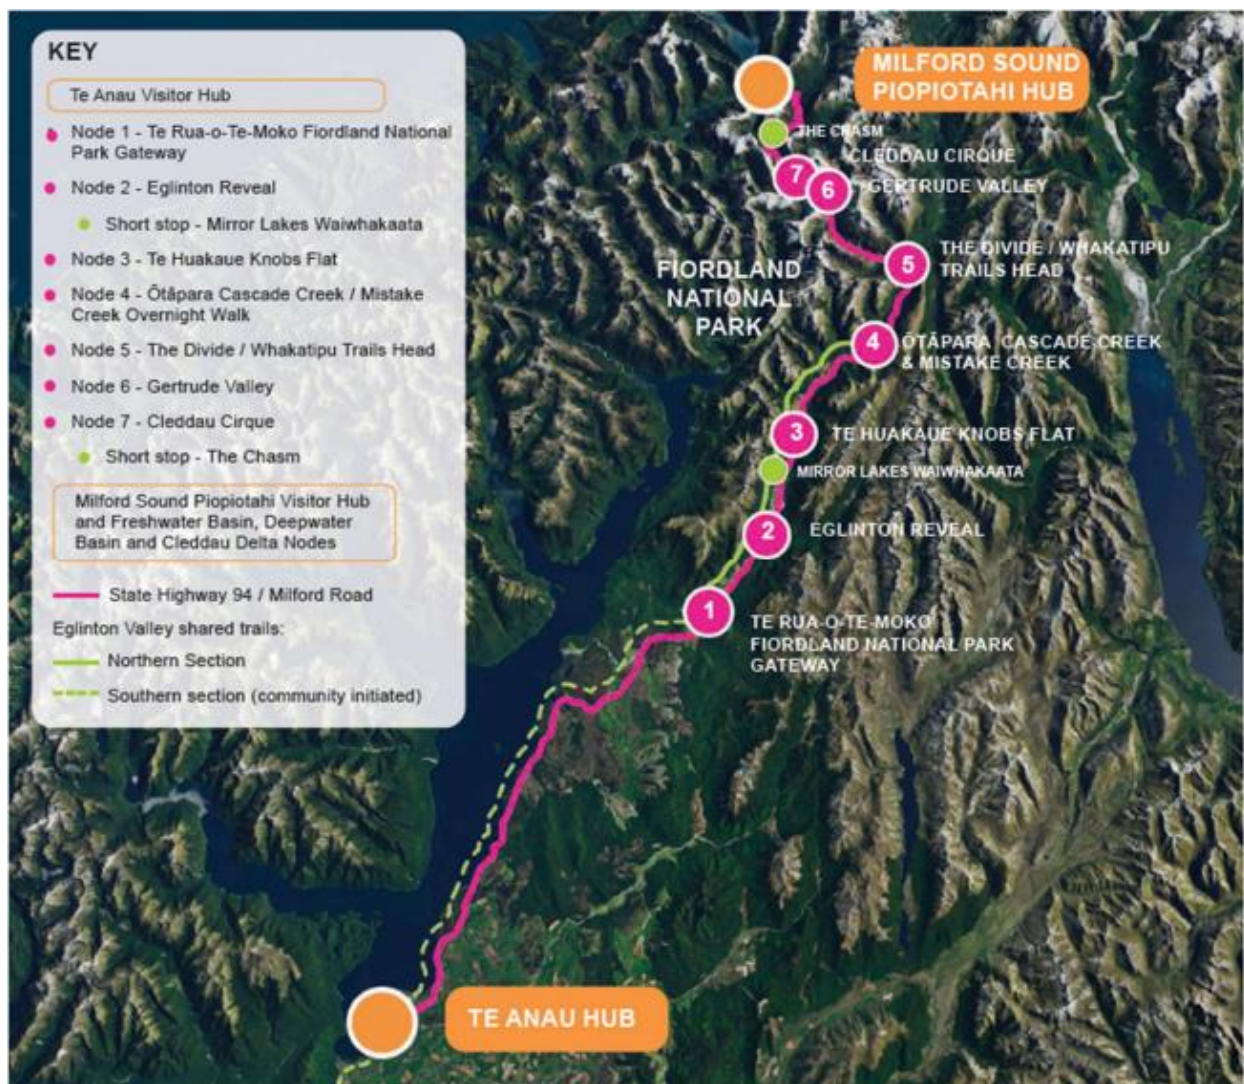 KEY
Te Anau Visitor Hub
Node 1 - Te Rua-o-Te-Moko Fiordland National
Park Gateway
Node 2 - Eglinton Reveal
Short stop - Mirror Lakes Waiwhakaata
Node 3 - Te Huakaue Knobs Flat
Node 4 - Ōtāpara Cascade Creek / Mistake
Creek Overnight Walk
Node 5 - The Divide / Whakatipu Trails Head
Node 6 - Gertrude Valley
Node 7 - Cleddau Cirque
Short stop - The Chasm
Milford Sound Piopiotahi Visitor Hub
and Freshwater Basin, Deepwater
Basin and Cleddau Delta Nodes
State Highway 94 / Milford Road
Eglinton Valley shared trails:
Northern Section
Southern section (community initiated)
MILFORD SOUND
PIOPIOTAHI HUB
THE CHASM
CLEDDAU CIRQUE
7
6
GERTRUDE VALLEY
5
THE DIVIDE / WHAKATIPU
TRAILS HEAD
FIORDLAND
NATIONAL
PARK
4
ŌTĀPARA CASCADE CREEK
& MISTAKE CREEK
3
TE HUAKAUE KNOBS FLAT
MIRROR LAKES WAIWHAKAATA
2
EGLINTON REVEAL
1
TE RUA-O-TE-MOKO
FIORDLAND NATIONAL PARK
GATEWAY
TE ANAU HUB